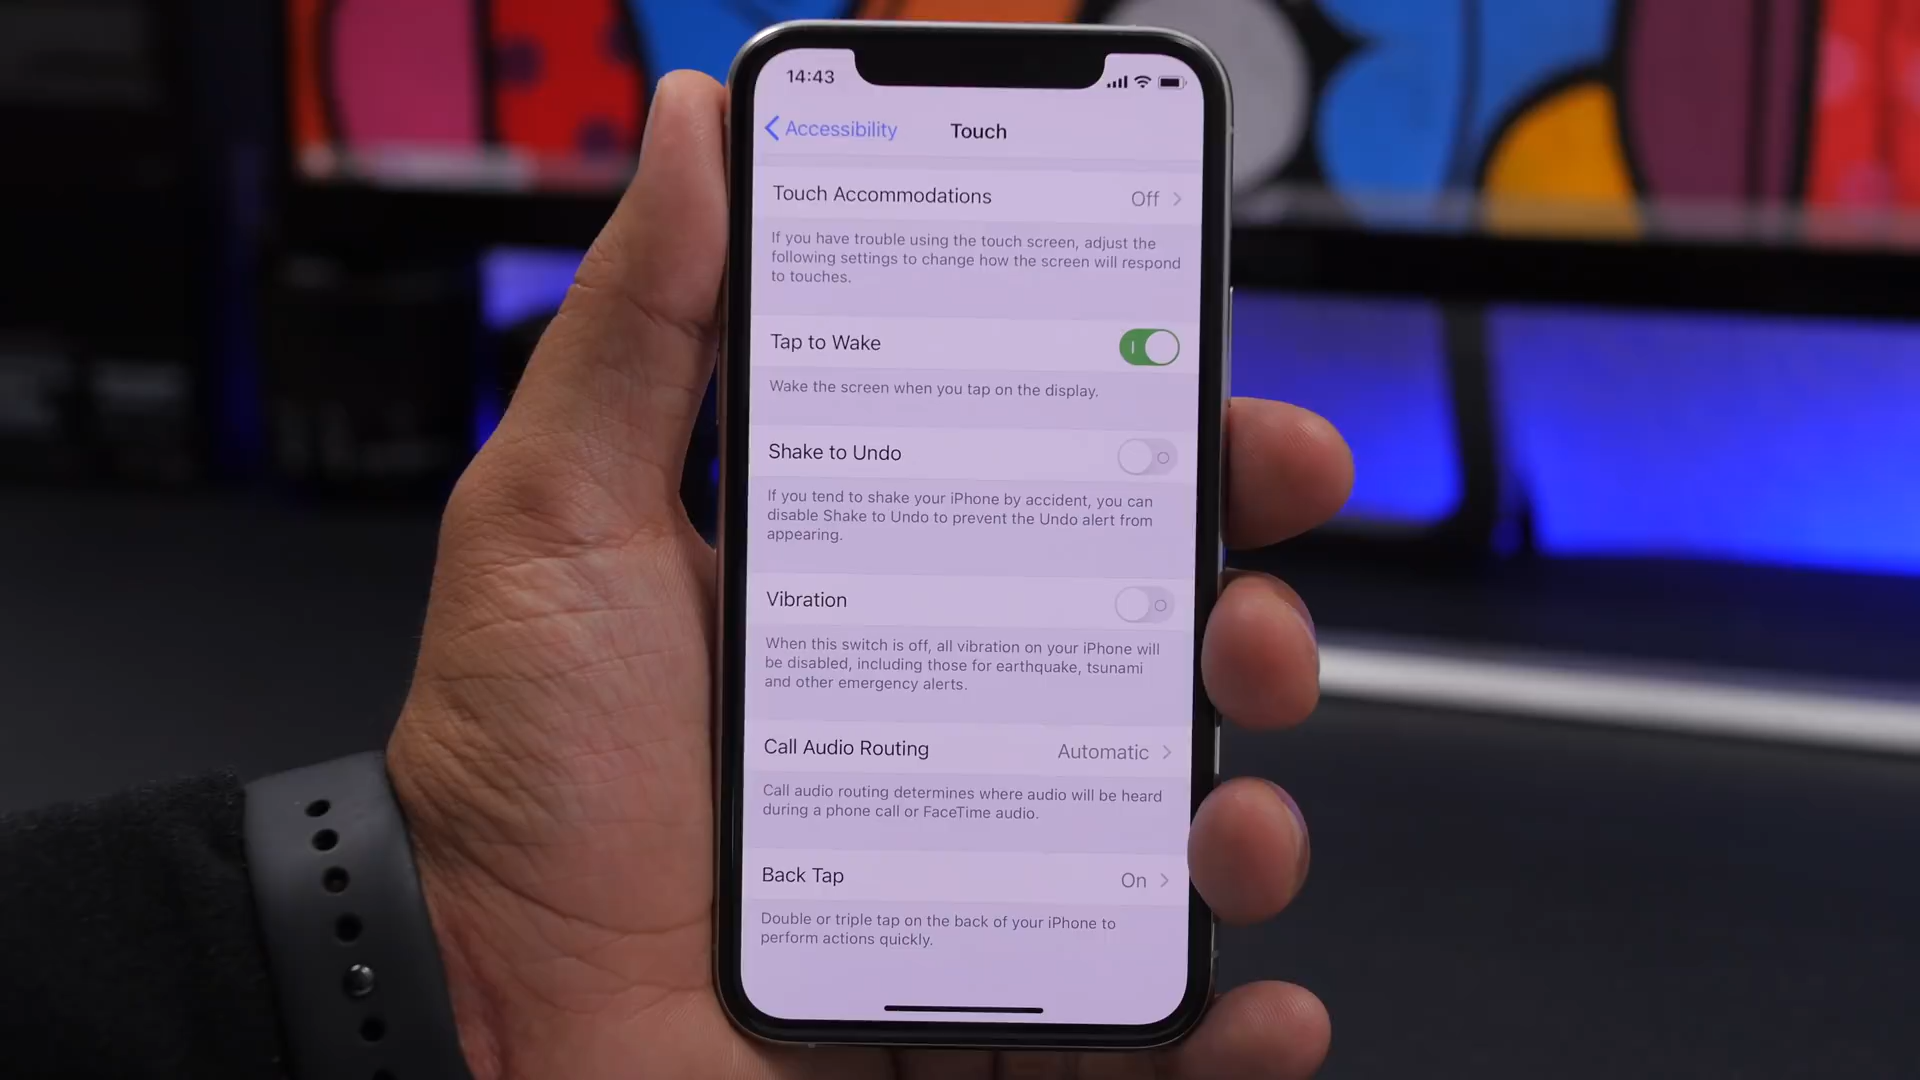 14:43
Accessibility
Touch
Touch Accommodations Off
If you have trouble using the touch screen, adjust the
following settings to change how the screen will respond
to touches.
Tap to Wake
Wake the screen when you tap on the display.
Shake to Undo
If you tend to shake your iPhone by accident, you can
disable Shake to Undo to prevent the Undo alert from
appearing.
Vibration
When this switch is off, all vibration on your iPhone will
be disabled, including those for earthquake, tsunami
and other emergency alerts.
Call Audio Routing Automatic
Call audio routing determines where audio will be heard
during a phone call or FaceTime audio.
Back Tap On
Double or triple tap on the back of your iPhone to
perform actions quickly.